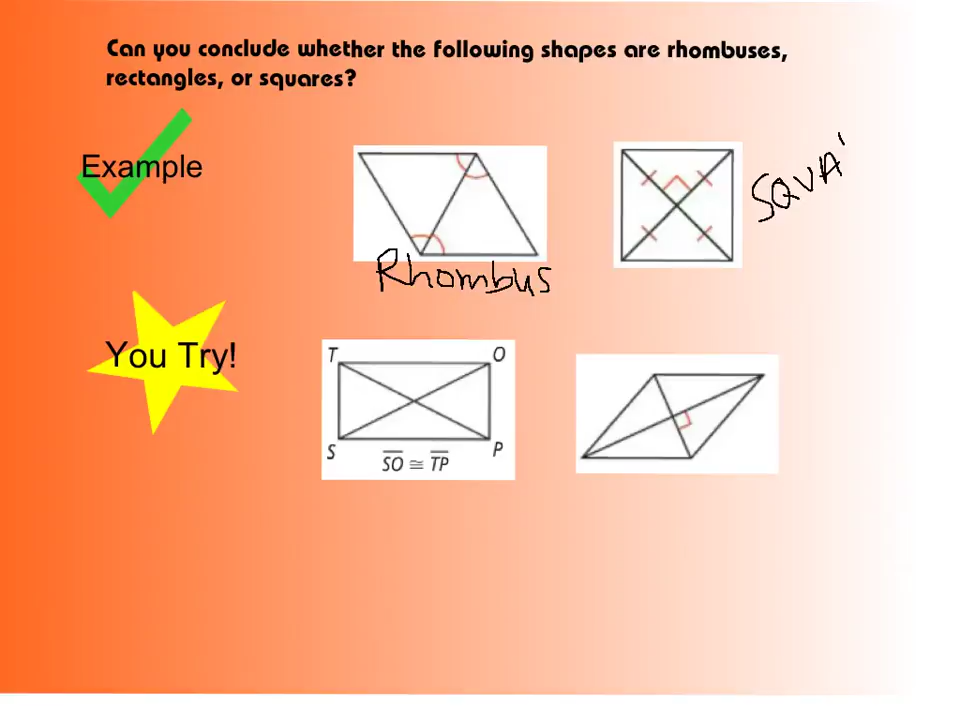 Can you conclude whether the following shapes are rhombuses,
rectangles, or squares?
Example
SQUA
Rhombus
You Try!
T O
S P
SO ≅ TP